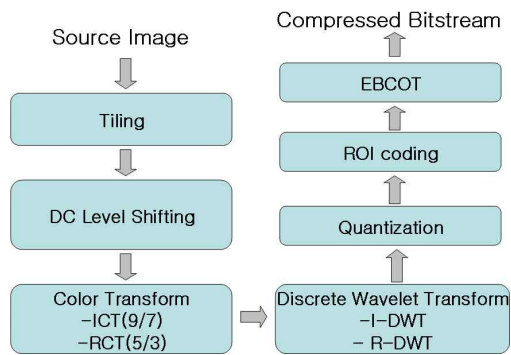 Source Image
Tiling
DC Level Shifting
Color Transform
-ICT(9/7)
-RCT(5/3)
Discrete Wavelet Transform
-I-DWT
- R-DWT
Quantization
ROI coding
EBCOT
Compressed Bitstream